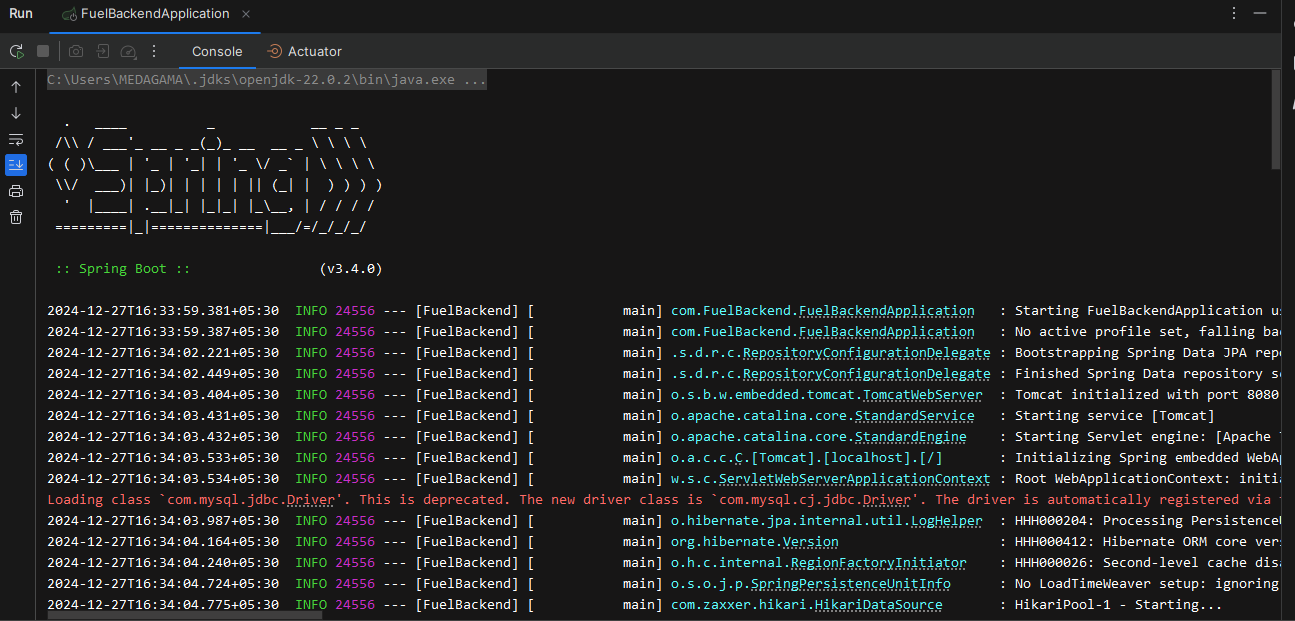 Run FuelBackendApplication
Console Actuator
C:\Users\MEDAGAMA\.jdks\openjdk-22.0.2\bin\java.exe ...
  .   ____          _            __ _ _
 /\\ / ___'_ __ _ _(_)_ __  __ _ \ \ \ \
( ( )\___ | '_ | '_| | '_ \/ _` | \ \ \ \
 \\/  ___)| |_)| | | | | || (_| |  ) ) ) )
  '  |____| .__|_| |_|_| |_\__, | / / / /
 =========|_|==============|___/=/_/_/_/
 :: Spring Boot ::                (v3.4.0)
2024-12-27T16:33:59.381+05:30  INFO 24556 --- [FuelBackend] [           main] com.FuelBackend.FuelBackendApplication   : Starting FuelBackendApplication
2024-12-27T16:33:59.387+05:30  INFO 24556 --- [FuelBackend] [           main] com.FuelBackend.FuelBackendApplication   : No active profile set, falling
2024-12-27T16:34:02.221+05:30  INFO 24556 --- [FuelBackend] [           main] .s.d.r.c.RepositoryConfigurationDelegate : Bootstrapping Spring Data JPA
2024-12-27T16:34:02.449+05:30  INFO 24556 --- [FuelBackend] [           main] .s.d.r.c.RepositoryConfigurationDelegate : Finished Spring Data repository
2024-12-27T16:34:03.404+05:30  INFO 24556 --- [FuelBackend] [           main] o.s.b.w.embedded.tomcat.TomcatWebServer  : Tomcat initialized with port 8080
2024-12-27T16:34:03.431+05:30  INFO 24556 --- [FuelBackend] [           main] o.apache.catalina.core.StandardService   : Starting service [Tomcat]
2024-12-27T16:34:03.432+05:30  INFO 24556 --- [FuelBackend] [           main] o.apache.catalina.core.StandardEngine    : Starting Servlet engine: [Apache
2024-12-27T16:34:03.533+05:30  INFO 24556 --- [FuelBackend] [           main] o.a.c.c.C.[Tomcat].[localhost].[/]       : Initializing Spring embedded
2024-12-27T16:34:03.534+05:30  INFO 24556 --- [FuelBackend] [           main] w.s.c.ServletWebServerApplicationContext : Root WebApplicationContext:
Loading class `com.mysql.jdbc.Driver'. This is deprecated. The new driver class is `com.mysql.cj.jdbc.Driver'. The driver is automatically registered via
2024-12-27T16:34:03.987+05:30  INFO 24556 --- [FuelBackend] [           main] o.hibernate.jpa.internal.util.LogHelper  : HHH000204: Processing
2024-12-27T16:34:04.164+05:30  INFO 24556 --- [FuelBackend] [           main] org.hibernate.Version                    : HHH000412: Hibernate ORM core
2024-12-27T16:34:04.240+05:30  INFO 24556 --- [FuelBackend] [           main] o.h.c.internal.RegionFactoryInitiator    : HHH000026: Second-level cache
2024-12-27T16:34:04.724+05:30  INFO 24556 --- [FuelBackend] [           main] o.s.o.j.p.SpringPersistenceUnitInfo      : No LoadTimeWeaver setup: ignoring
2024-12-27T16:34:04.775+05:30  INFO 24556 --- [FuelBackend] [           main] com.zaxxer.hikari.HikariDataSource       : HikariPool-1 - Starting...